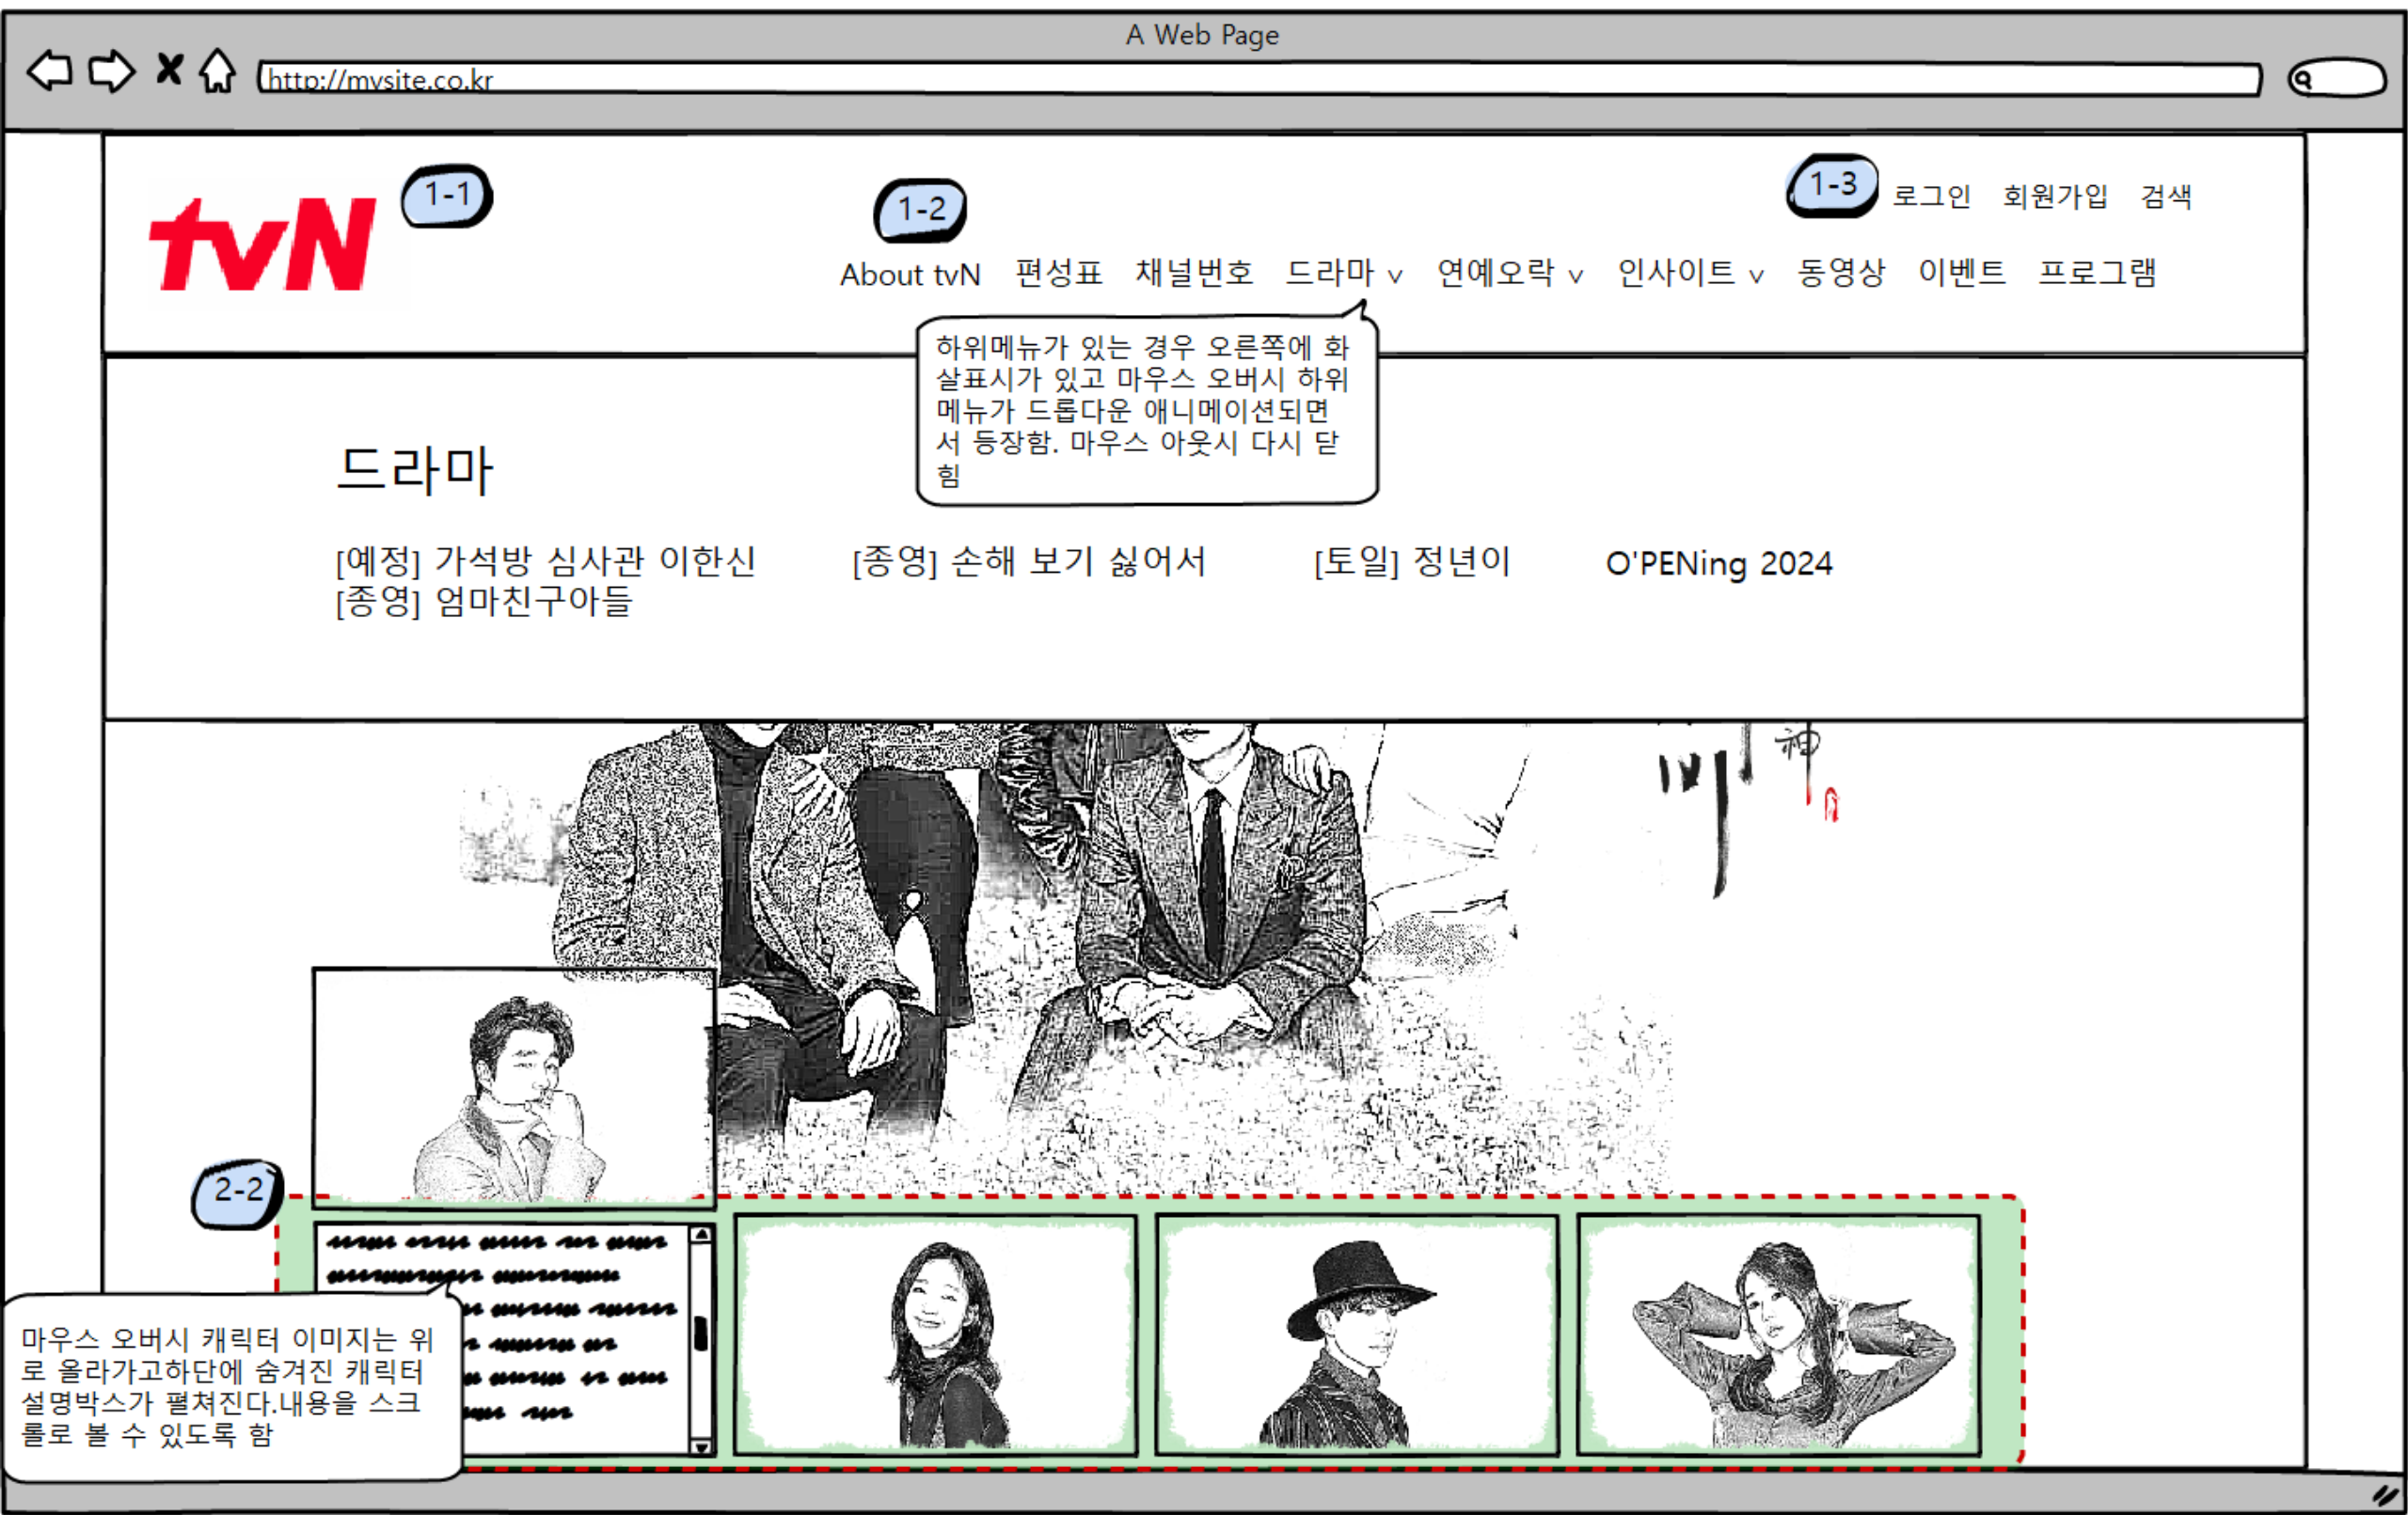 A Web Page
http://mysite.co.kr
tvN
1-1
1-2
1-3
로그인 회원가입 검색
About tvN 편성표 채널번호 드라마 v 연예오락 v 인사이트 v 동영상 이벤트 프로그램
하위메뉴가 있는 경우 오른쪽에 화
살표시가 있고 마우스 오버시 하위
메뉴가 드롭다운 애니메이션되면
서 등장함. 마우스 아웃시 다시 닫
힘
드라마
[예정] 가석방 심사관 이한신 [종영] 손해 보기 싫어서 [토일] 정년이 O'PENing 2024
[종영] 엄마친구아들
神
2-2
마우스 오버시 캐릭터 이미지는 위
로 올라가고하단에 숨겨진 캐릭터
설명박스가 펼쳐진다.내용을 스크
롤로 볼 수 있도록 함